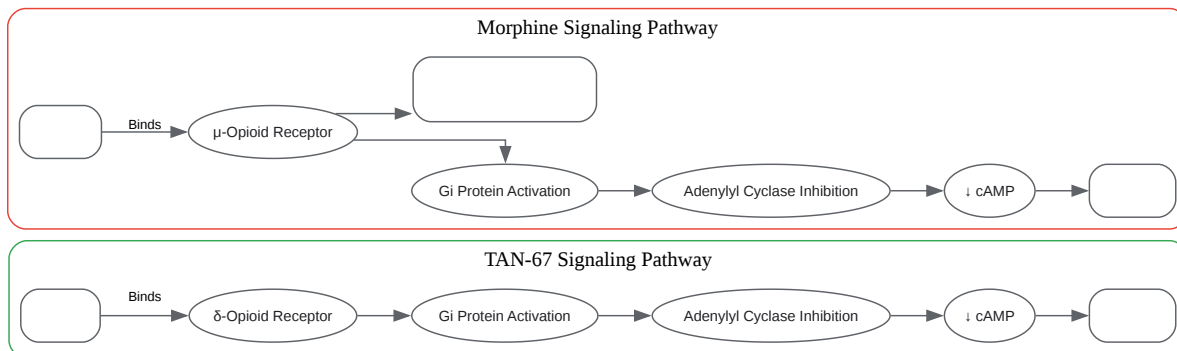 Morphine Signaling Pathway
Binds
μ-Opioid Receptor
Gi Protein Activation
Adenylyl Cyclase Inhibition
↓ cAMP
TAN-67 Signaling Pathway
Binds
δ-Opioid Receptor
Gi Protein Activation
Adenylyl Cyclase Inhibition
↓ cAMP